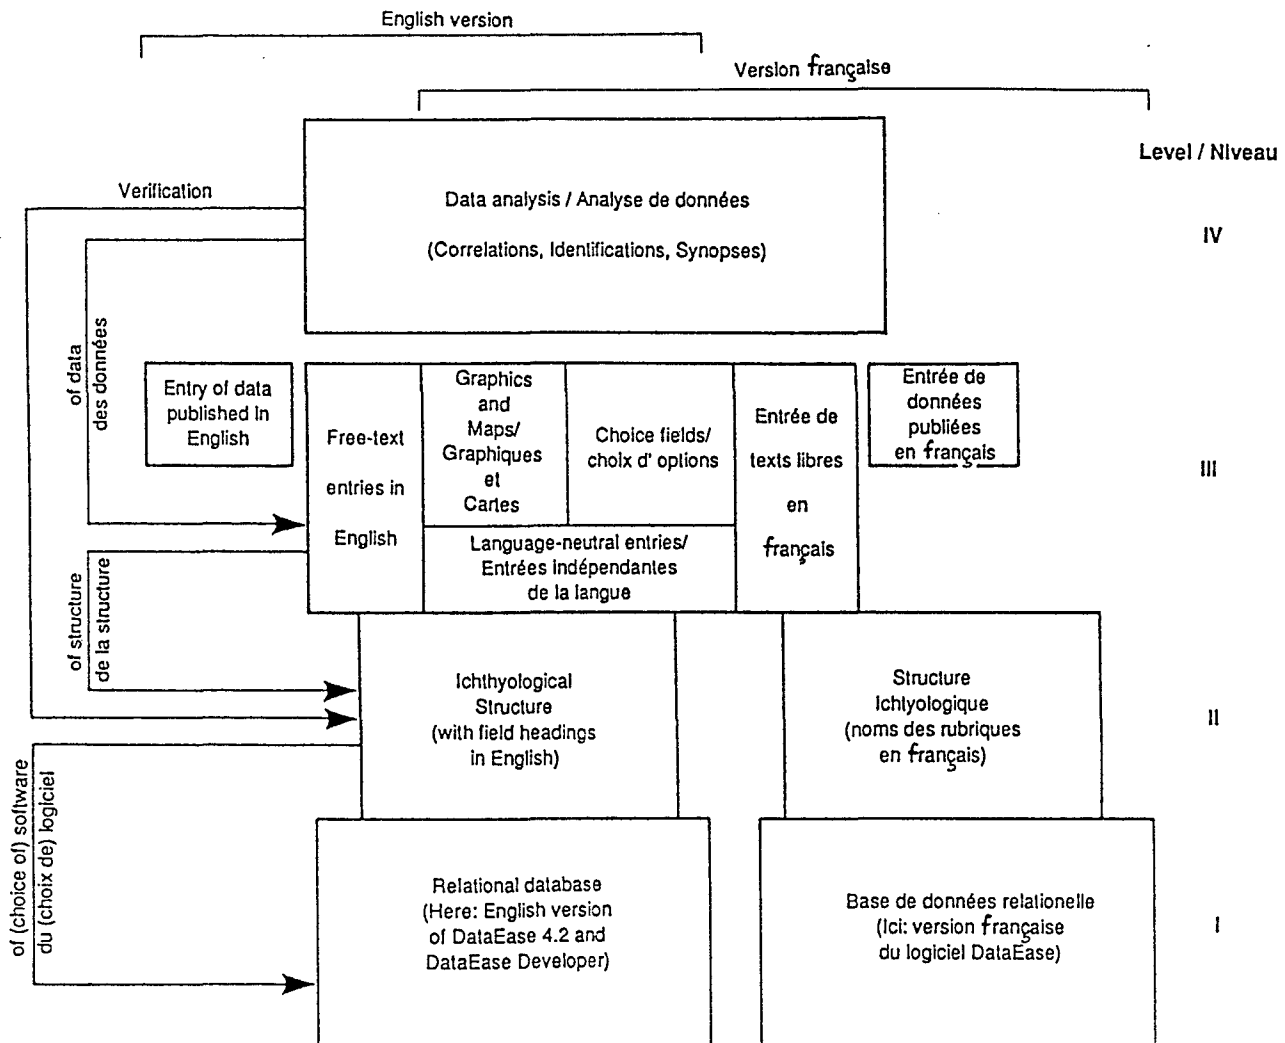 English version
Version française
Level / Niveau
Verification
Data analysis / Analyse de données
(Correlations, Identifications, Synopses)
IV
of data
des données
Entry of data
published in
English
Free-text
entries in
English
Graphics
and
Maps/
Graphiques
et
Cartes
Choice fields/
choix d' options
Language-neutral entries/
Entrées indépendantes
de la langue
Entrée de
texts libres
en
français
Entrée de
données
publiées
en français
III
of structure
de la structure
Ichthyological
Structure
(with field headings
in English)
Structure
Ichtyologique
(noms des rubriques
en français)
II
of (choice of) software
du (choix de) logiciel
Relational database
(Here: English version
of DataEase 4.2 and
DataEase Developer)
Base de données relationelle
(Ici: version française
du logiciel DataEase)
I